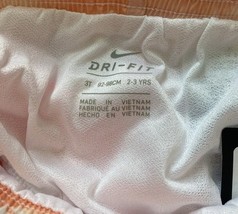 DRI-FIT
3T 92-98CM 2-3 YRS
MADE IN VIETNAM
FABRIQUÉ AU VIETNAM
HECHO EN VIETNAM